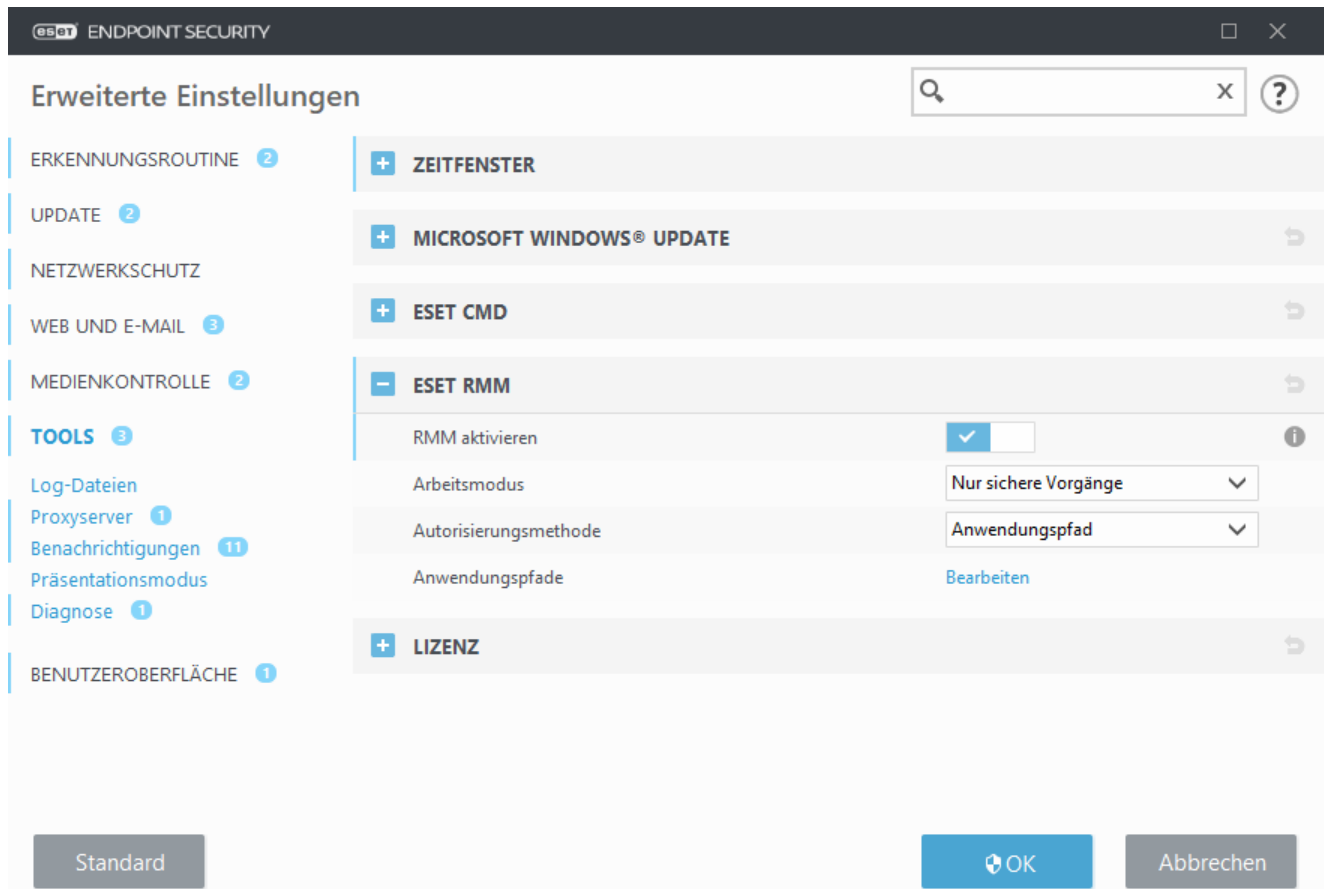 eset ENDPOINT SECURITY
Erweiterte Einstellungen
x ?
ERKENNUNGSROUTINE 2
UPDATE 2
NETZWERKSCHUTZ
WEB UND E-MAIL 3
MEDIENKONTROLLE 2
TOOLS 3
Log-Dateien
Proxyserver 1
Benachrichtigungen 11
Präsentationsmodus
Diagnose 1
BENUTZEROBERFLÄCHE 1
ZEITFENSTER
MICROSOFT WINDOWS® UPDATE
ESET CMD
ESET RMM
RMM aktivieren
Arbeitsmodus Nur sichere Vorgänge
Autorisierungsmethode Anwendungspfad
Anwendungspfade Bearbeiten
LIZENZ
Standard OK Abbrechen